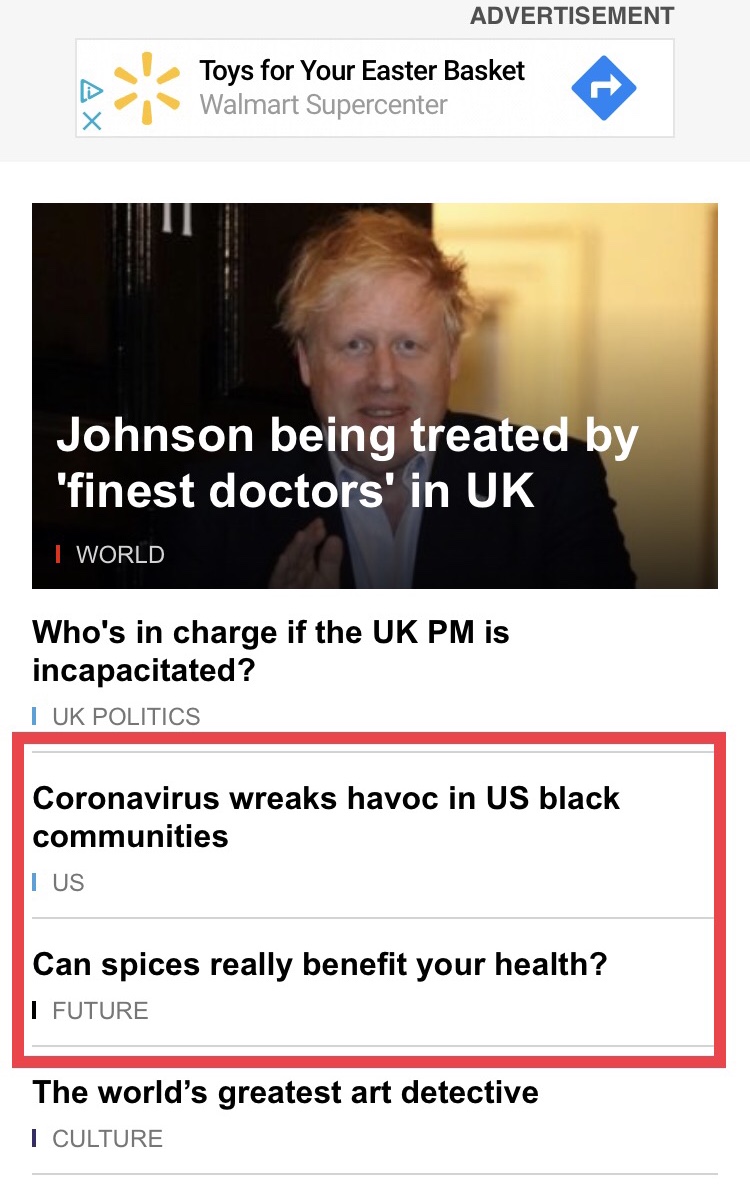 ADVERTISEMENT
Toys for Your Easter Basket
Walmart Supercenter
Johnson being treated by
'finest doctors' in UK
WORLD
Who's in charge if the UK PM is
incapacitated?
UK POLITICS
Coronavirus wreaks havoc in US black
communities
US
Can spices really benefit your health?
FUTURE
The world’s greatest art detective
CULTURE